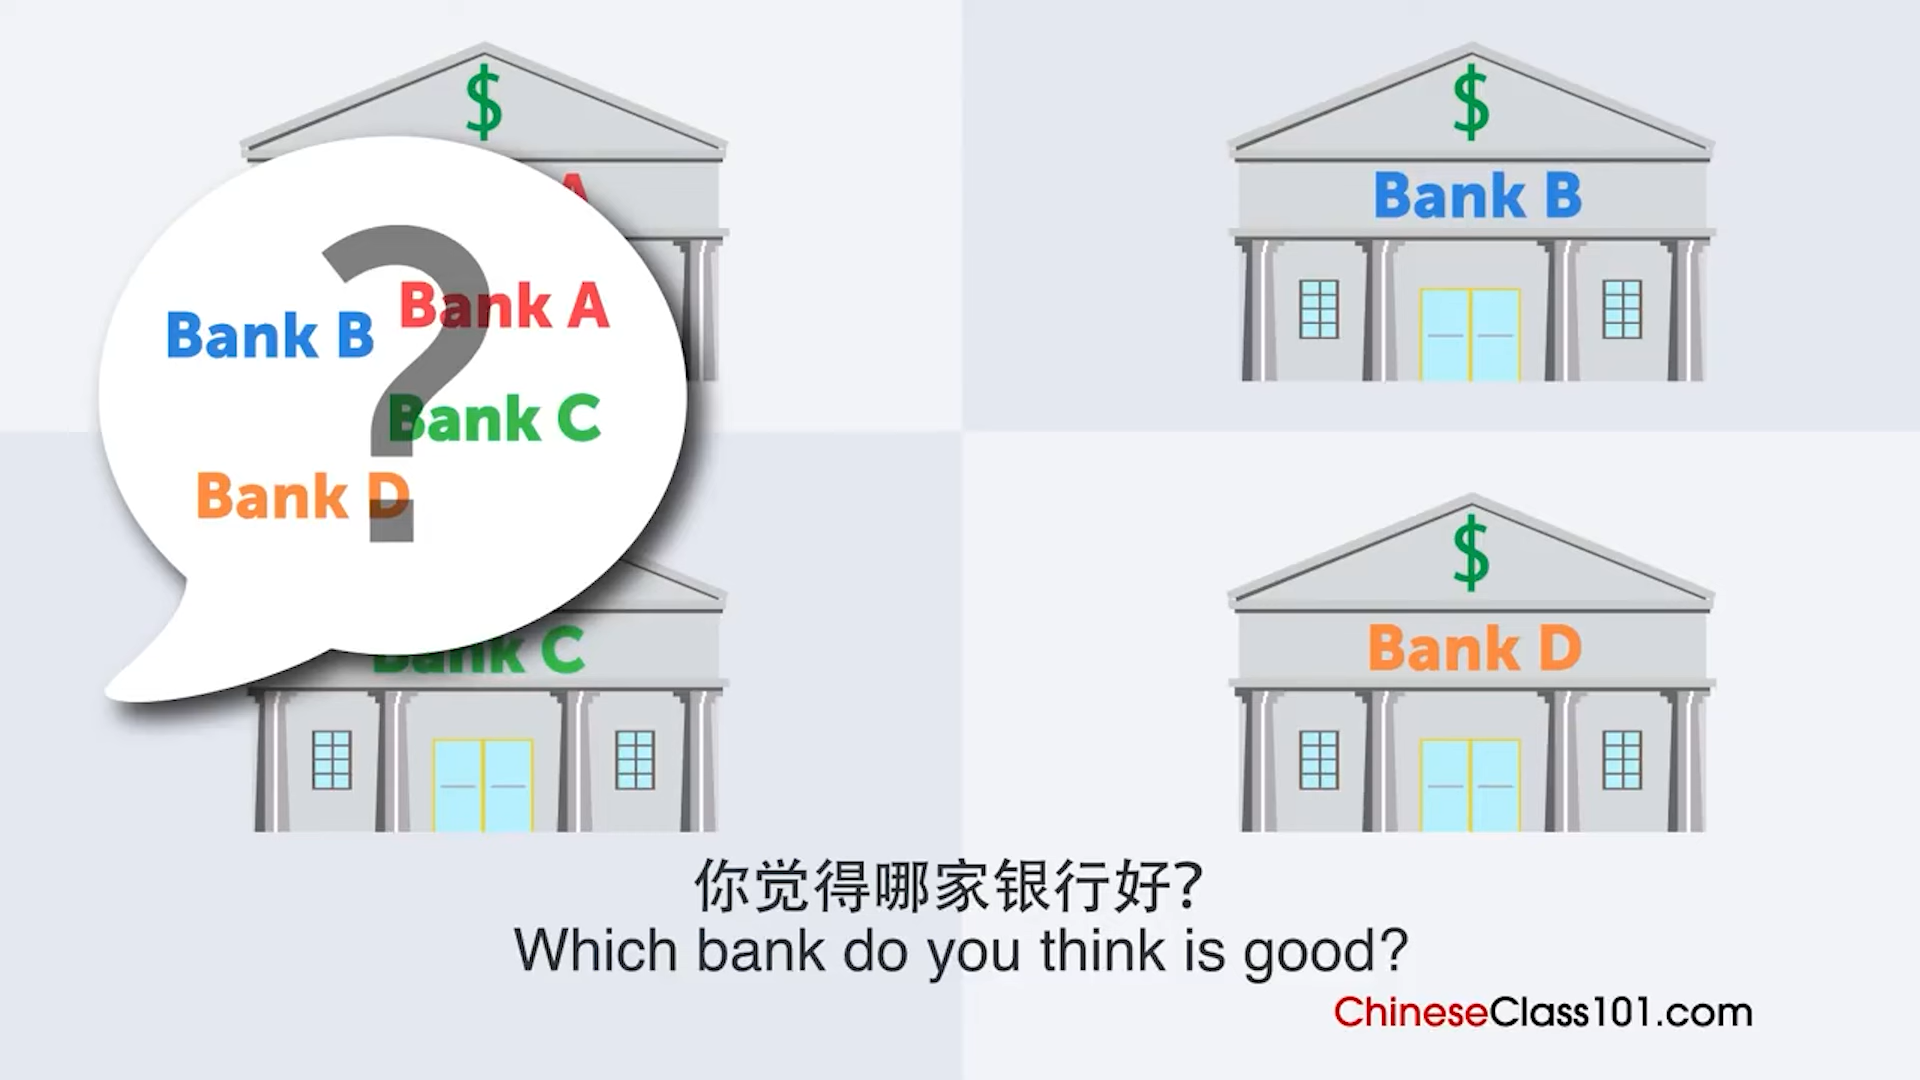 $
$
A
Bank B
Bank A
Bank B
?
Bank C
Bank D
$
Bank C
Bank D
你觉得哪家银行好?
Which bank do you think is good?
ChineseClass101.com